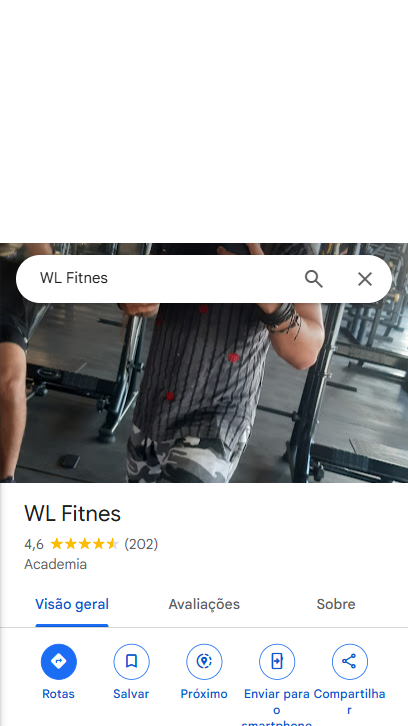 WL Fitnes
WL Fitnes
4,6 (202)
Academia
Visão geral Avaliações Sobre
Rotas Salvar Próximo Enviar para o smartphone Compartilhar